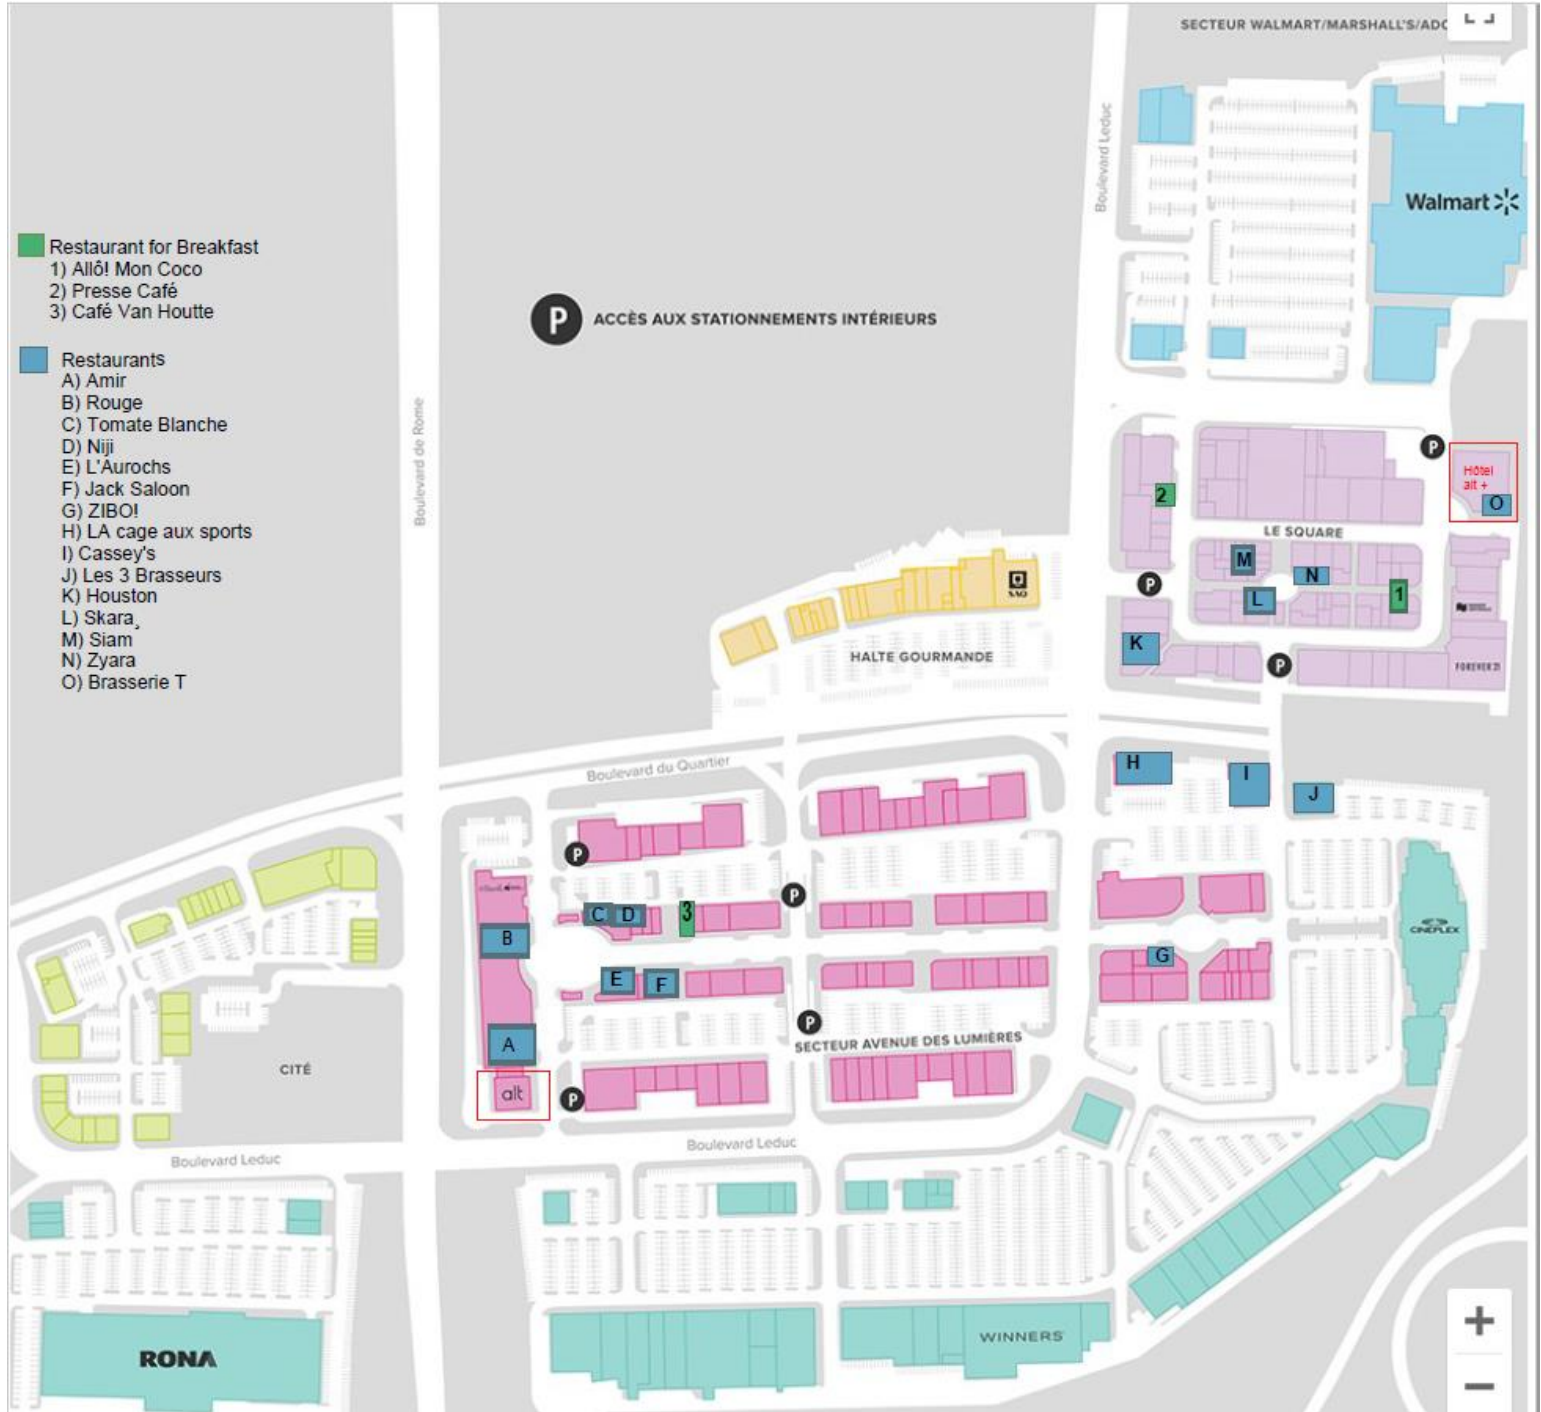 SECTEUR WALMART/MARSHALL'S/ADO
Boulevard Leduc
Walmart
Restaurant for Breakfast
1) Allô! Mon Coco
2) Presse Café
3) Café Van Houtte
P ACCÈS AUX STATIONNEMENTS INTÉRIEURS
Restaurants
A) Amir
B) Rouge
C) Tomate Blanche
D) Niji
E) L'Aurochs
F) Jack Saloon
G) ZIBO!
H) LA cage aux sports
I) Cassey's
J) Les 3 Brasseurs
K) Houston
L) Skara¸
M) Siam
N) Zyara
O) Brasserie T
Boulevard de Rome
P
Hôtel
alt +
O
2
LE SQUARE
M
N
P
L
1
SAQ
K
HALTE GOURMANDE
P
FOREVER 21
Boulevard du Quartier
H
I
J
P
P
C D 3
B
CINEPLEX
G
E F
P
SECTEUR AVENUE DES LUMIÈRES
A
CITÉ
alt
P
Boulevard Leduc
Boulevard Leduc
+
WINNERS
RONA
−